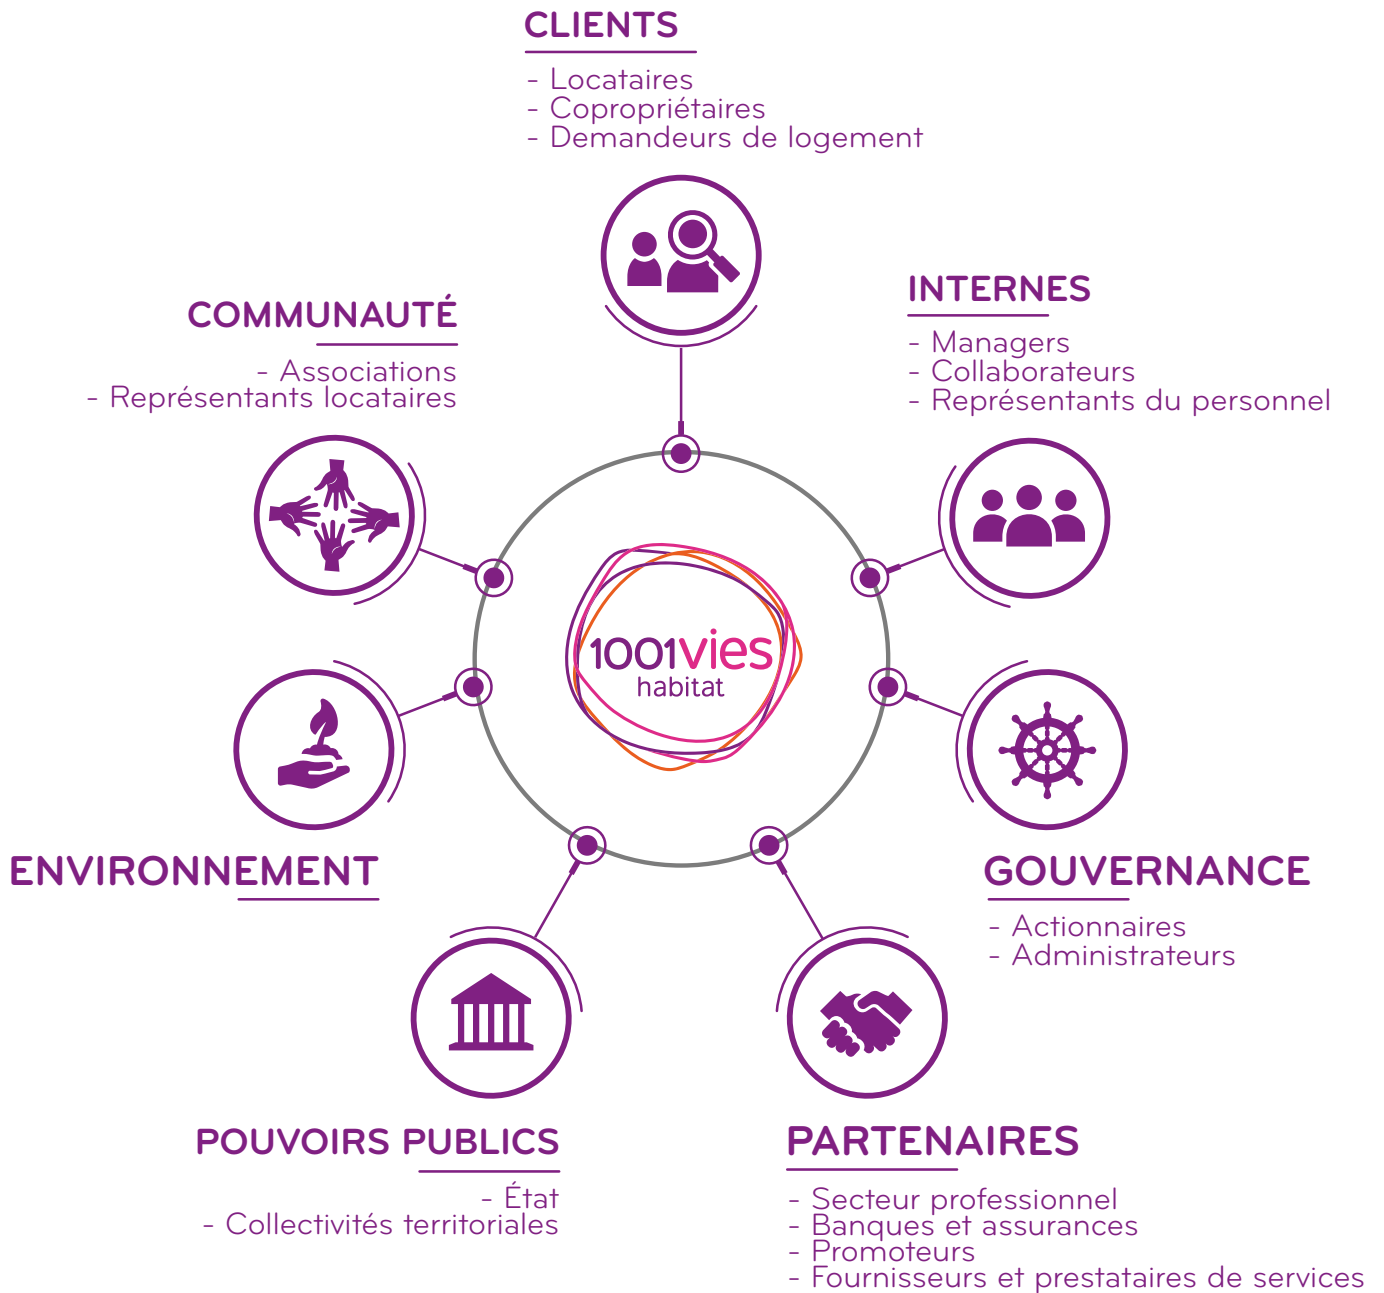 CLIENTS
- Locataires
- Copropriétaires
- Demandeurs de logement
INTERNES
- Managers
- Collaborateurs
- Représentants du personnel
COMMUNAUTÉ
- Associations
- Représentants locataires
1001vies
habitat
ENVIRONNEMENT
GOUVERNANCE
- Actionnaires
- Administrateurs
POUVOIRS PUBLICS
- État
- Collectivités territoriales
PARTENAIRES
- Secteur professionnel
- Banques et assurances
- Promoteurs
- Fournisseurs et prestataires de services